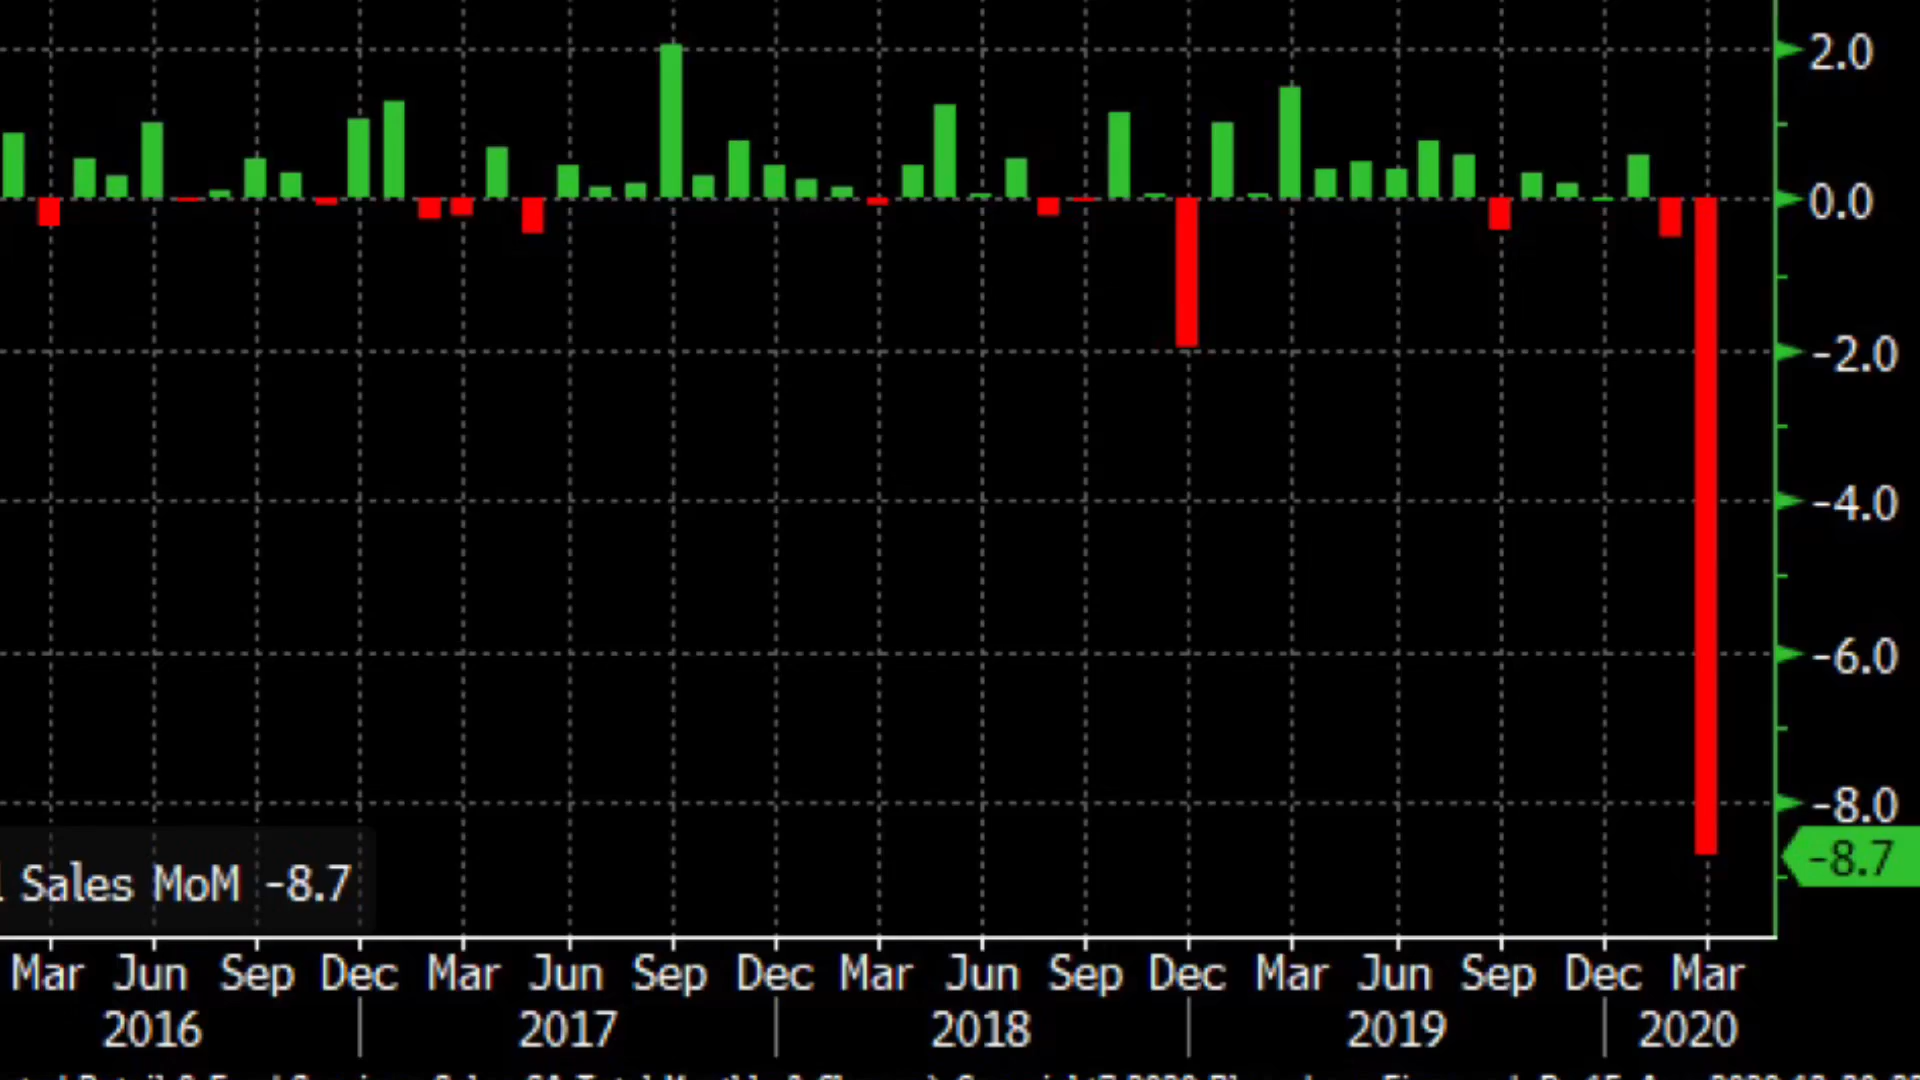 2.0
0.0
-2.0
-4.0
-6.0
-8.0
-8.7
Sales MoM -8.7
Mar Jun Sep Dec Mar Jun Sep Dec Mar Jun Sep Dec Mar Jun Sep Dec Mar
2016 2017 2018 2019 2020